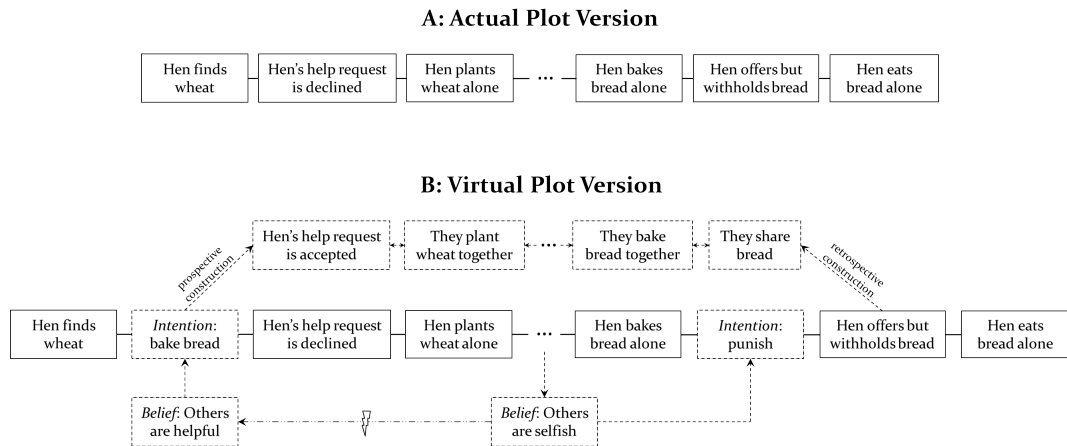 A: Actual Plot Version
Hen finds
wheat
Hen's help request
is declined
Hen plants
wheat alone
...
Hen bakes
bread alone
Hen offers but
withholds bread
Hen eats
bread alone
B: Virtual Plot Version
prospective
construction
Hen's help request
is accepted
They plant
wheat together
...
They bake
bread together
They share
bread
retrospective
construction
Hen finds
wheat
Intention:
bake bread
Hen's help request
is declined
Hen plants
wheat alone
...
Hen bakes
bread alone
Intention:
punish
Hen offers but
withholds bread
Hen eats
bread alone
Belief: Others
are helpful
Belief: Others
are selfish